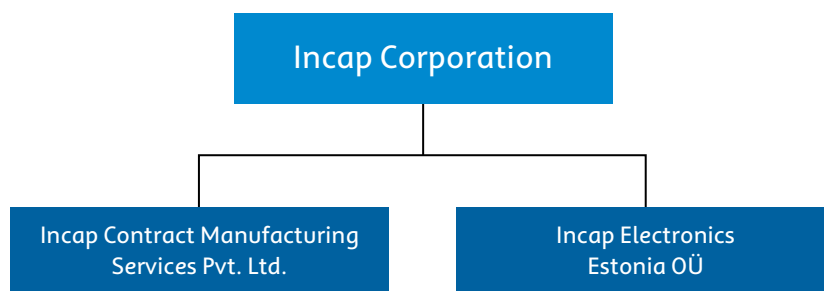 Incap Corporation
Incap Contract Manufacturing
Services Pvt. Ltd.
Incap Electronics
Estonia OÜ